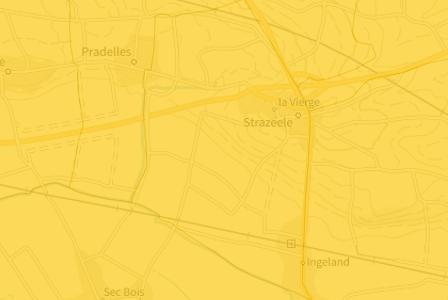 Pradelles
e
la Vierge
Strazeele
Ingeland
Sec Bois